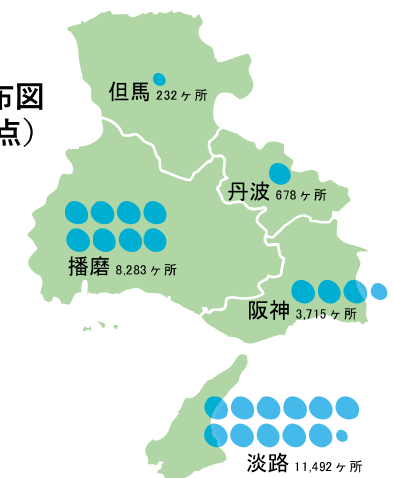 布図
点）
但馬 232ヶ所
丹波 678ヶ所
播磨 8,283ヶ所
阪神 3,715ヶ所
淡路 11,492ヶ所